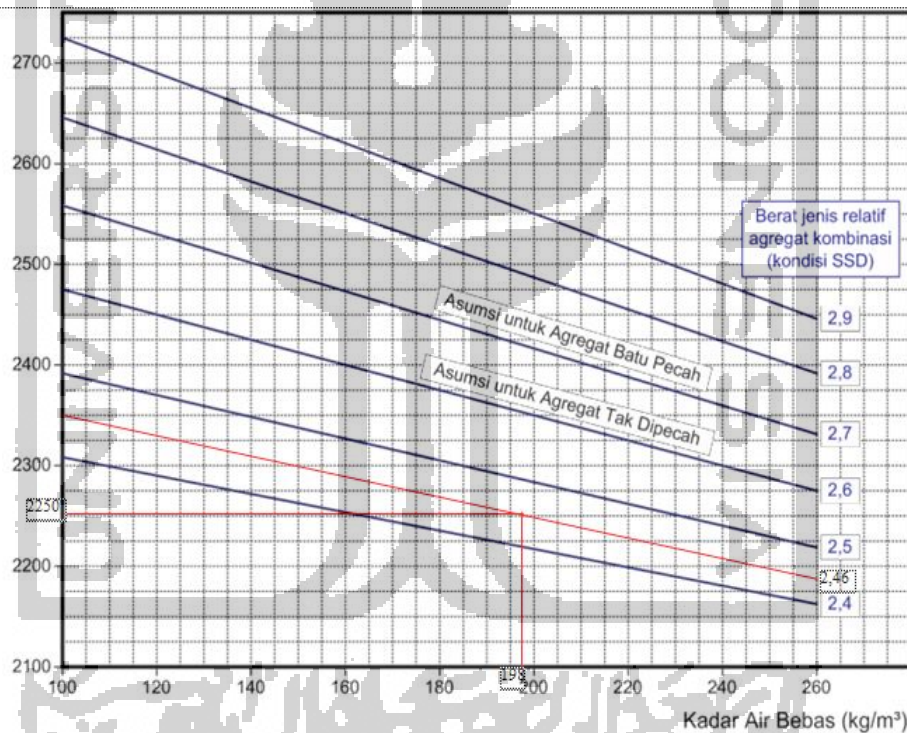 2700
2600
2500
2400
2300
2250
2200
2100
100 120 140 160 180 200 220 240 260
198
Kadar Air Bebas (kg/m³)
Berat jenis relatif
agregat kombinasi
(kondisi SSD)
Asumsi untuk Agregat Batu Pecah
Asumsi untuk Agregat Tak Dipecah
2,9
2,8
2,7
2,6
2,5
2,46
2,4